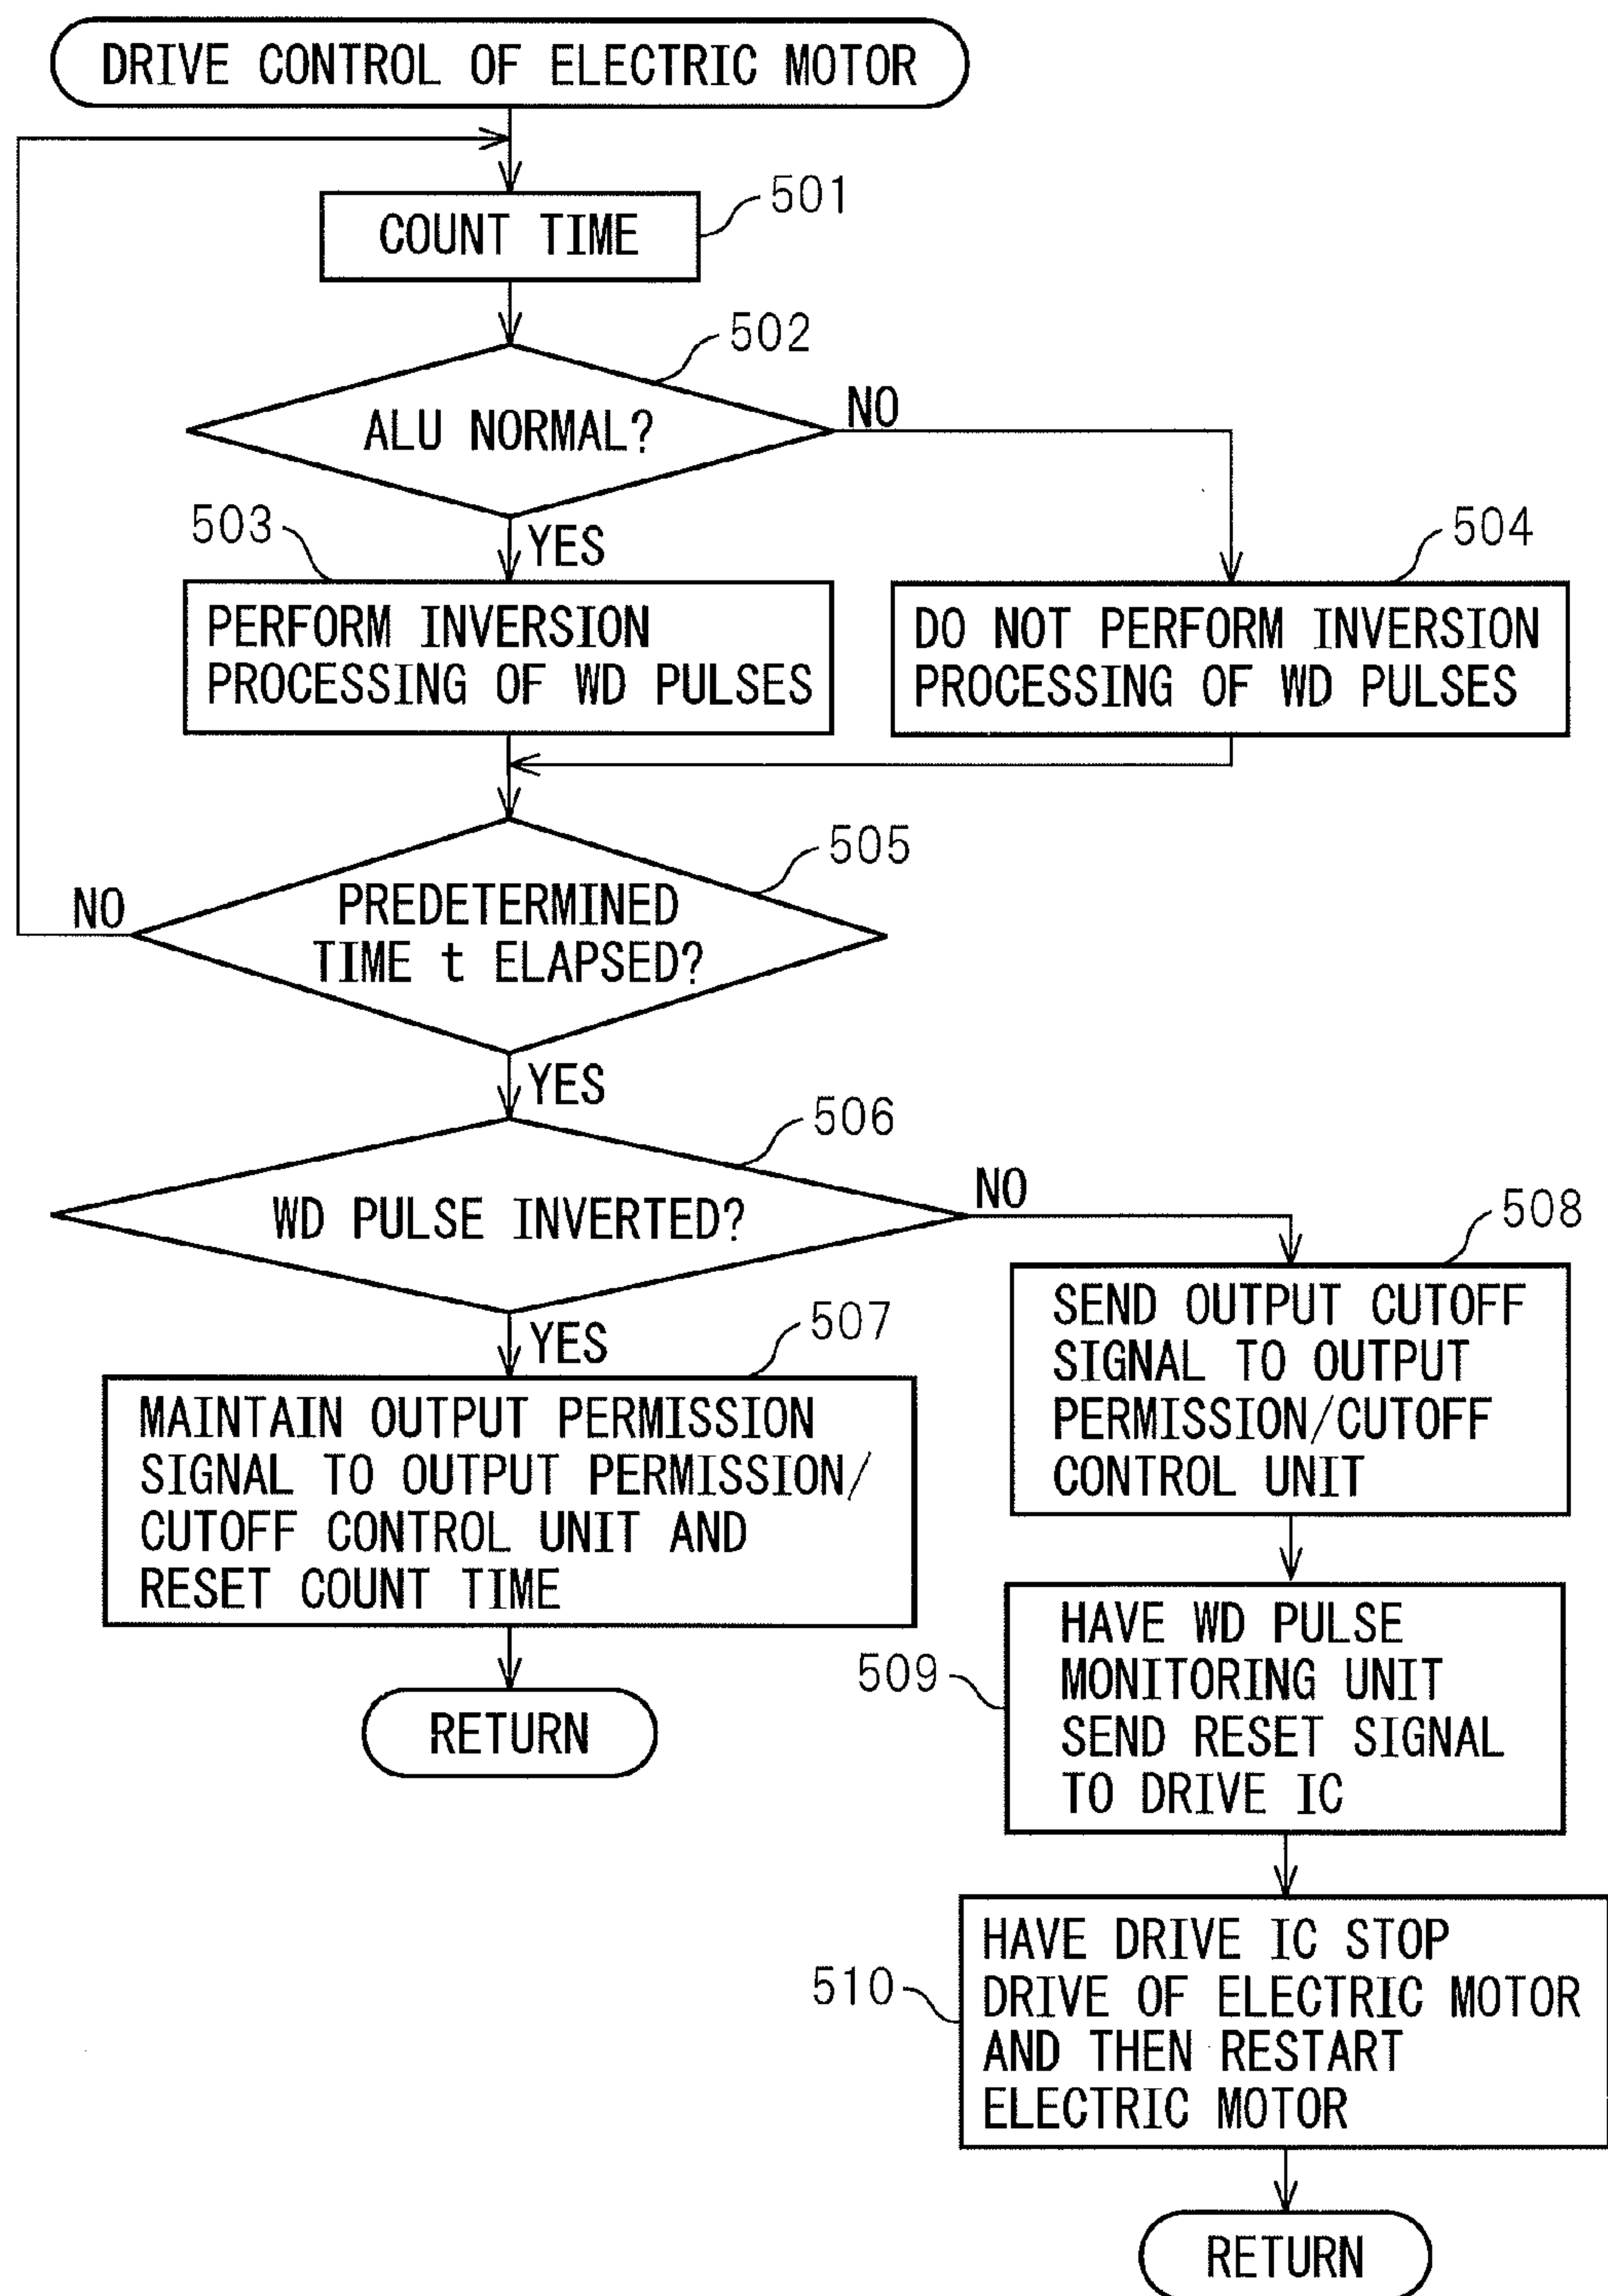 DRIVE CONTROL OF ELECTRIC MOTOR
501
COUNT TIME
502
ALU NORMAL?
NO
YES
503
PERFORM INVERSION
PROCESSING OF WD PULSES
504
DO NOT PERFORM INVERSION
PROCESSING OF WD PULSES
505
PREDETERMINED
TIME t ELAPSED?
NO
YES
506
WD PULSE INVERTED?
NO
YES
507
MAINTAIN OUTPUT PERMISSION
SIGNAL TO OUTPUT PERMISSION/
CUTOFF CONTROL UNIT AND
RESET COUNT TIME
RETURN
508
SEND OUTPUT CUTOFF
SIGNAL TO OUTPUT
PERMISSION/CUTOFF
CONTROL UNIT
509
HAVE WD PULSE
MONITORING UNIT
SEND RESET SIGNAL
TO DRIVE IC
510
HAVE DRIVE IC STOP
DRIVE OF ELECTRIC MOTOR
AND THEN RESTART
ELECTRIC MOTOR
RETURN